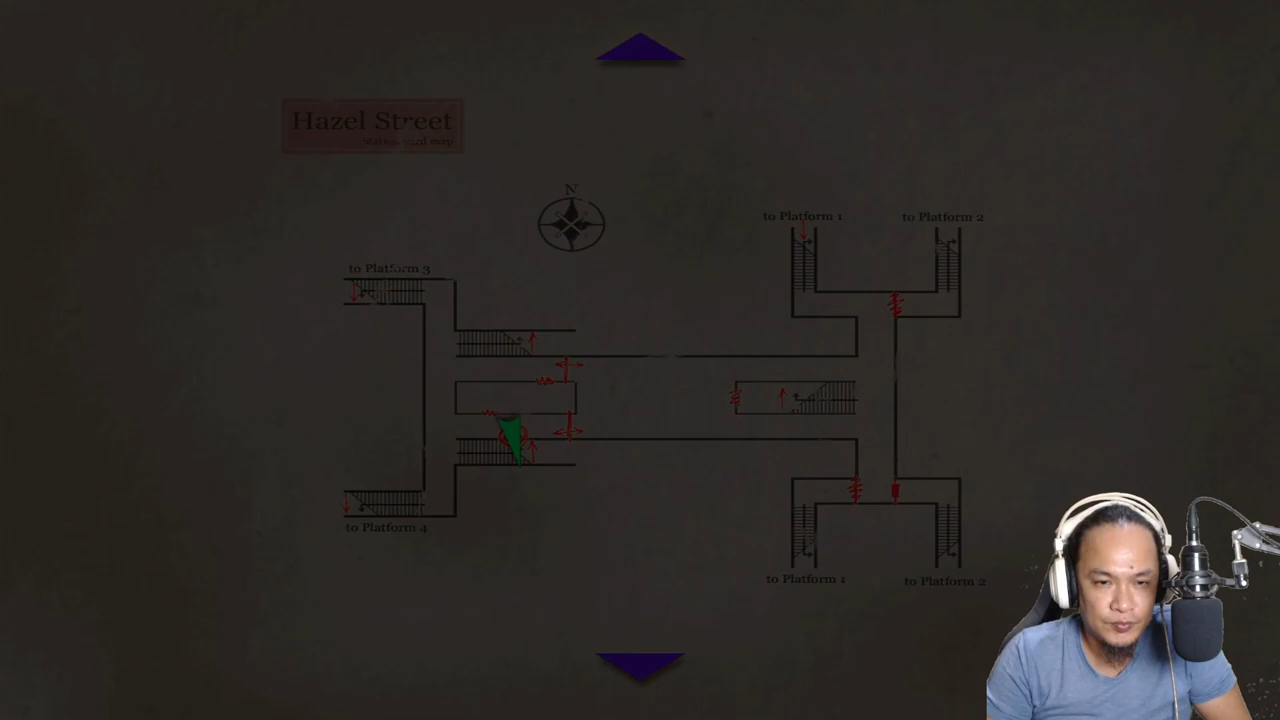 Hazel Street
map
N
to Platform 1
to Platform 2
to Platform 3
to Platform 4
to Platform 1
to Platform 2